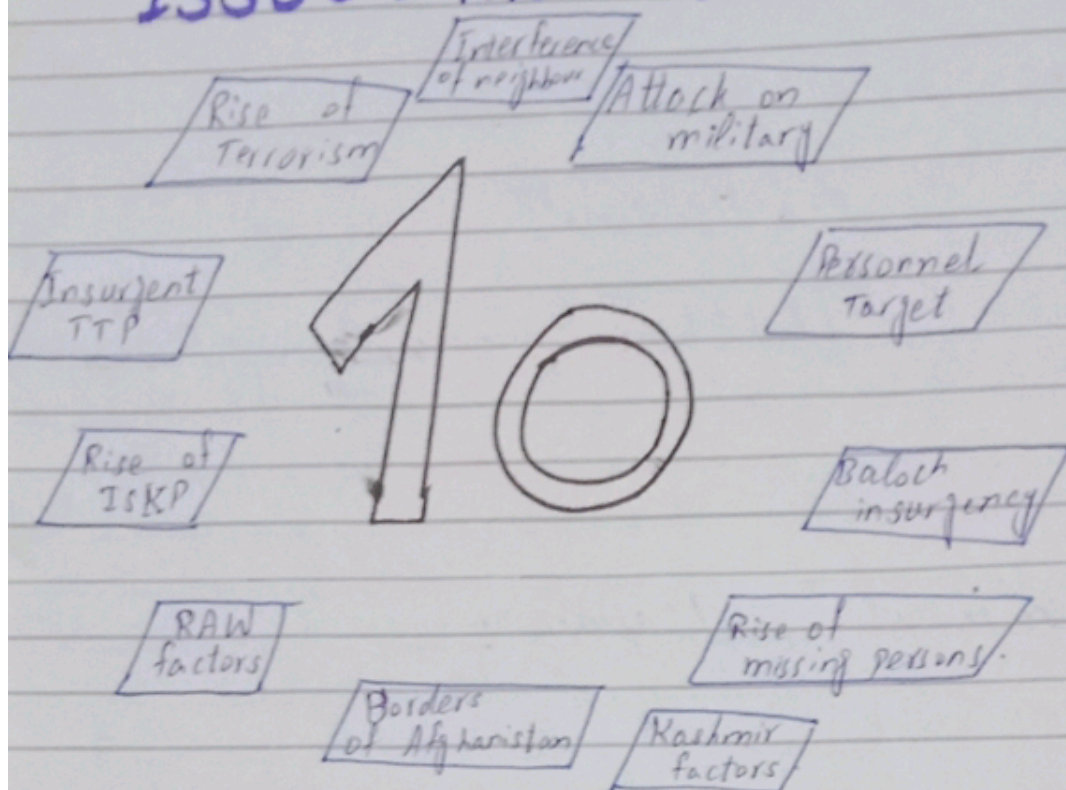 Interference
of neighbour
Rise of
Terrorism
Attack on
military
Insurjent
TTP
Personnel
Target
10
Rise of
ISKP
Baloch
insurgency
RAW
factors
Rise of
missing persons.
Borders
of Afghanistan
Kashmir
factors